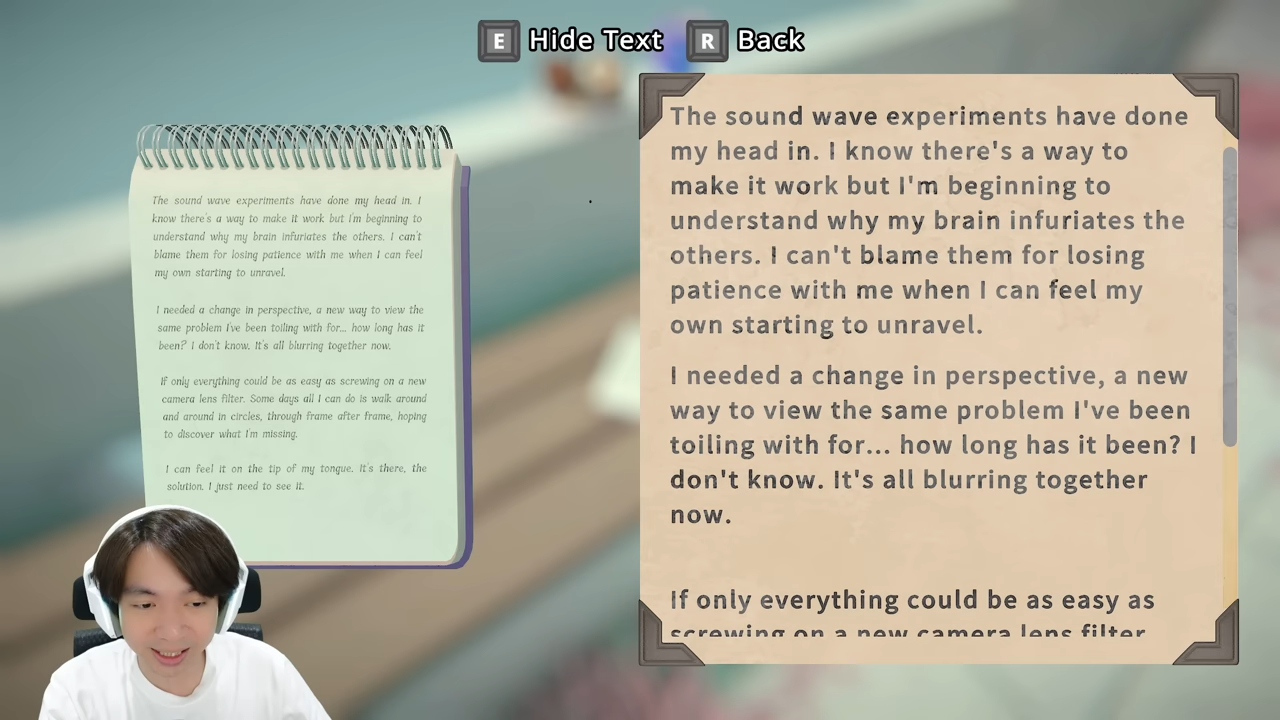 E Hide Text R Back
The sound wave experiments have done my head in. I
know there's a way to make it work but I'm beginning to
understand why my brain infuriates the others. I can't
blame them for losing patience with me when I can feel
my own starting to unravel.
I needed a change in perspective, a new way to view the
same problem I've been toiling with for... how long has it
been? I don't know. It's all blurring together now.
If only everything could be as easy as screwing on a new
camera lens filter. Some days all I can do is walk around
and around in circles, through frame after frame, hoping
to discover what I'm missing.
I can feel it on the tip of my tongue. It's there, the
solution. I just need to see it.
The sound wave experiments have done
my head in. I know there's a way to
make it work but I'm beginning to
understand why my brain infuriates the
others. I can't blame them for losing
patience with me when I can feel my
own starting to unravel.
I needed a change in perspective, a new
way to view the same problem I've been
toiling with for... how long has it been? I
don't know. It's all blurring together
now.
If only everything could be as easy as
screwing on a new camera lens filter